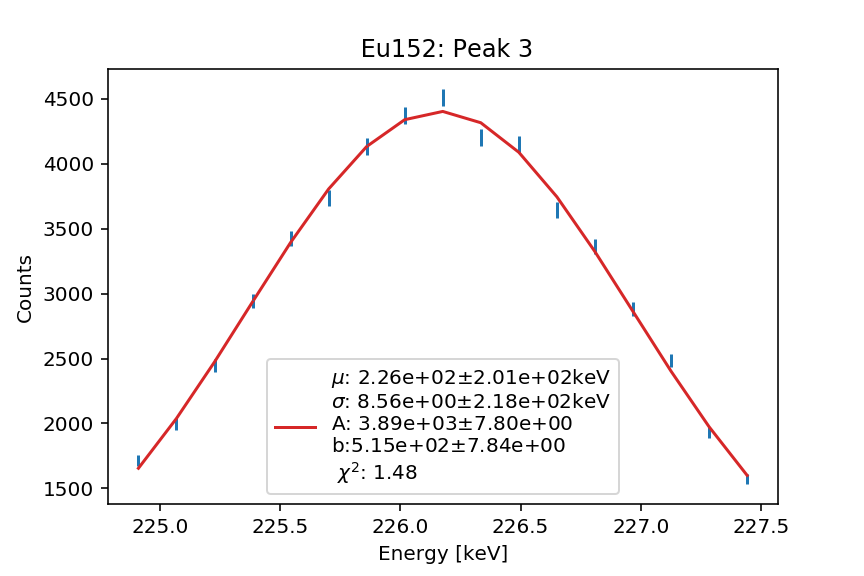 Eu152: Peak 3
4500
4000
3500
3000
2500
2000
1500
Counts
μ: 2.26e+02±2.01e+02keV
σ: 8.56e+00±2.18e+02keV
A: 3.89e+03±7.80e+00
b:5.15e+02±7.84e+00
χ²: 1.48
225.0 225.5 226.0 226.5 227.0 227.5
Energy [keV]